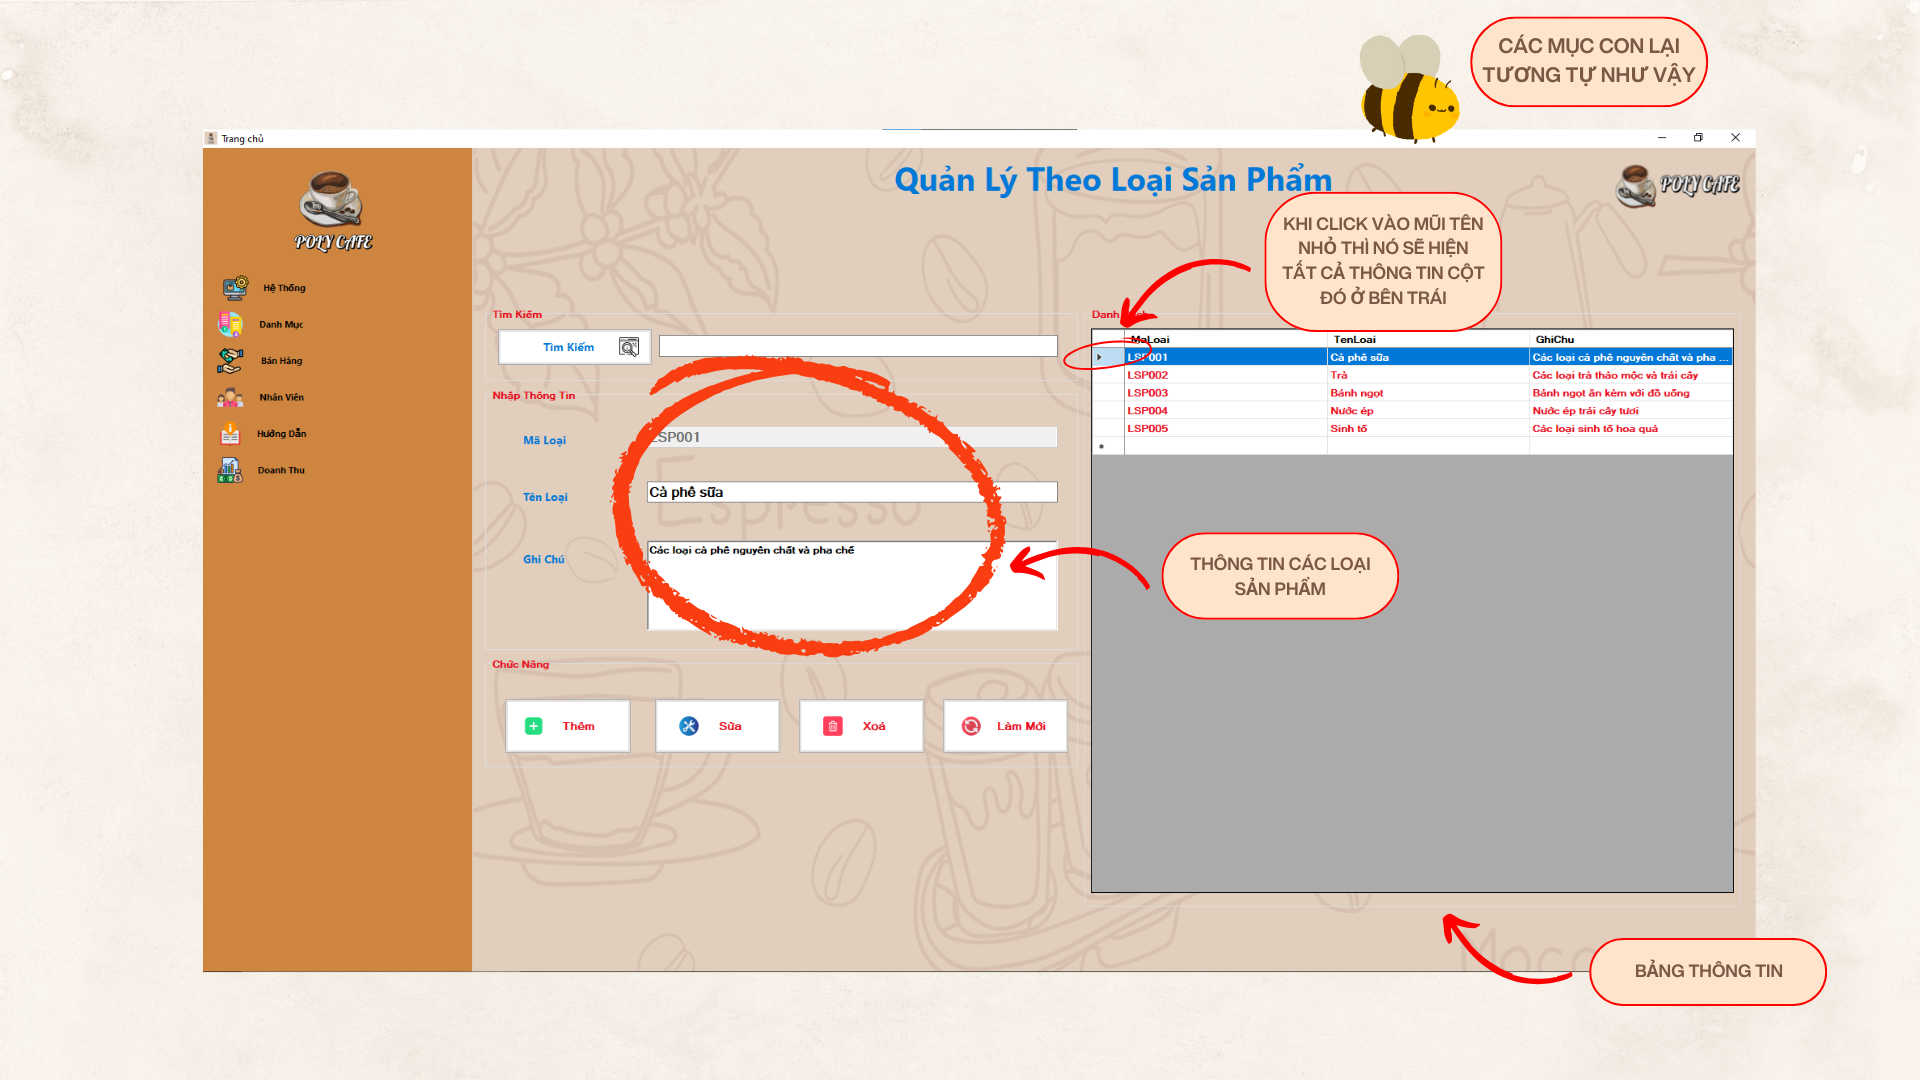 CÁC MỤC CON LẠI
TƯƠNG TỰ NHƯ VẬY
Trang chủ
POLY CAFE
Hệ Thống
Danh Mục
Bán Hàng
Nhân Viên
Hướng Dẫn
Doanh Thu
Quản Lý Theo Loại Sản Phẩm
POLY CAFE
KHI CLICK VÀO MŨI TÊN
NHỎ THÌ NÓ SẼ HIỆN
TẤT CẢ THÔNG TIN CỘT
ĐÓ Ở BÊN TRÁI
Tìm Kiếm
Tìm Kiếm
Nhập Thông Tin
Mã Loại
LSP001
Tên Loại
Cà phê sữa
Espresso
Ghi Chú
Các loại cà phê nguyên chất và pha chế
Chức Năng
Thêm
Sửa
Xoá
Làm Mới
Danh
MaLoai TenLoai GhiChu
LSP001 Cà phê sữa Các loại cà phê nguyên chất và pha ...
LSP002 Trà Các loại trà thảo mộc và trái cây
LSP003 Bánh ngọt Bánh ngọt ăn kèm với đồ uống
LSP004 Nước ép Nước ép trái cây tươi
LSP005 Sinh tố Các loại sinh tố hoa quả
THÔNG TIN CÁC LOẠI
SẢN PHẨM
BẢNG THÔNG TIN